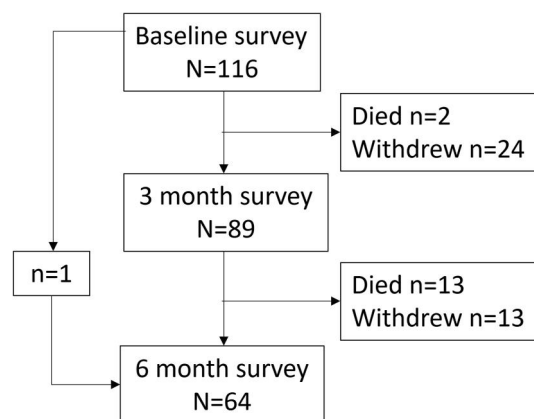 Baseline survey
N=116
Died n=2
Withdrew n=24
3 month survey
N=89
n=1
Died n=13
Withdrew n=13
6 month survey
N=64